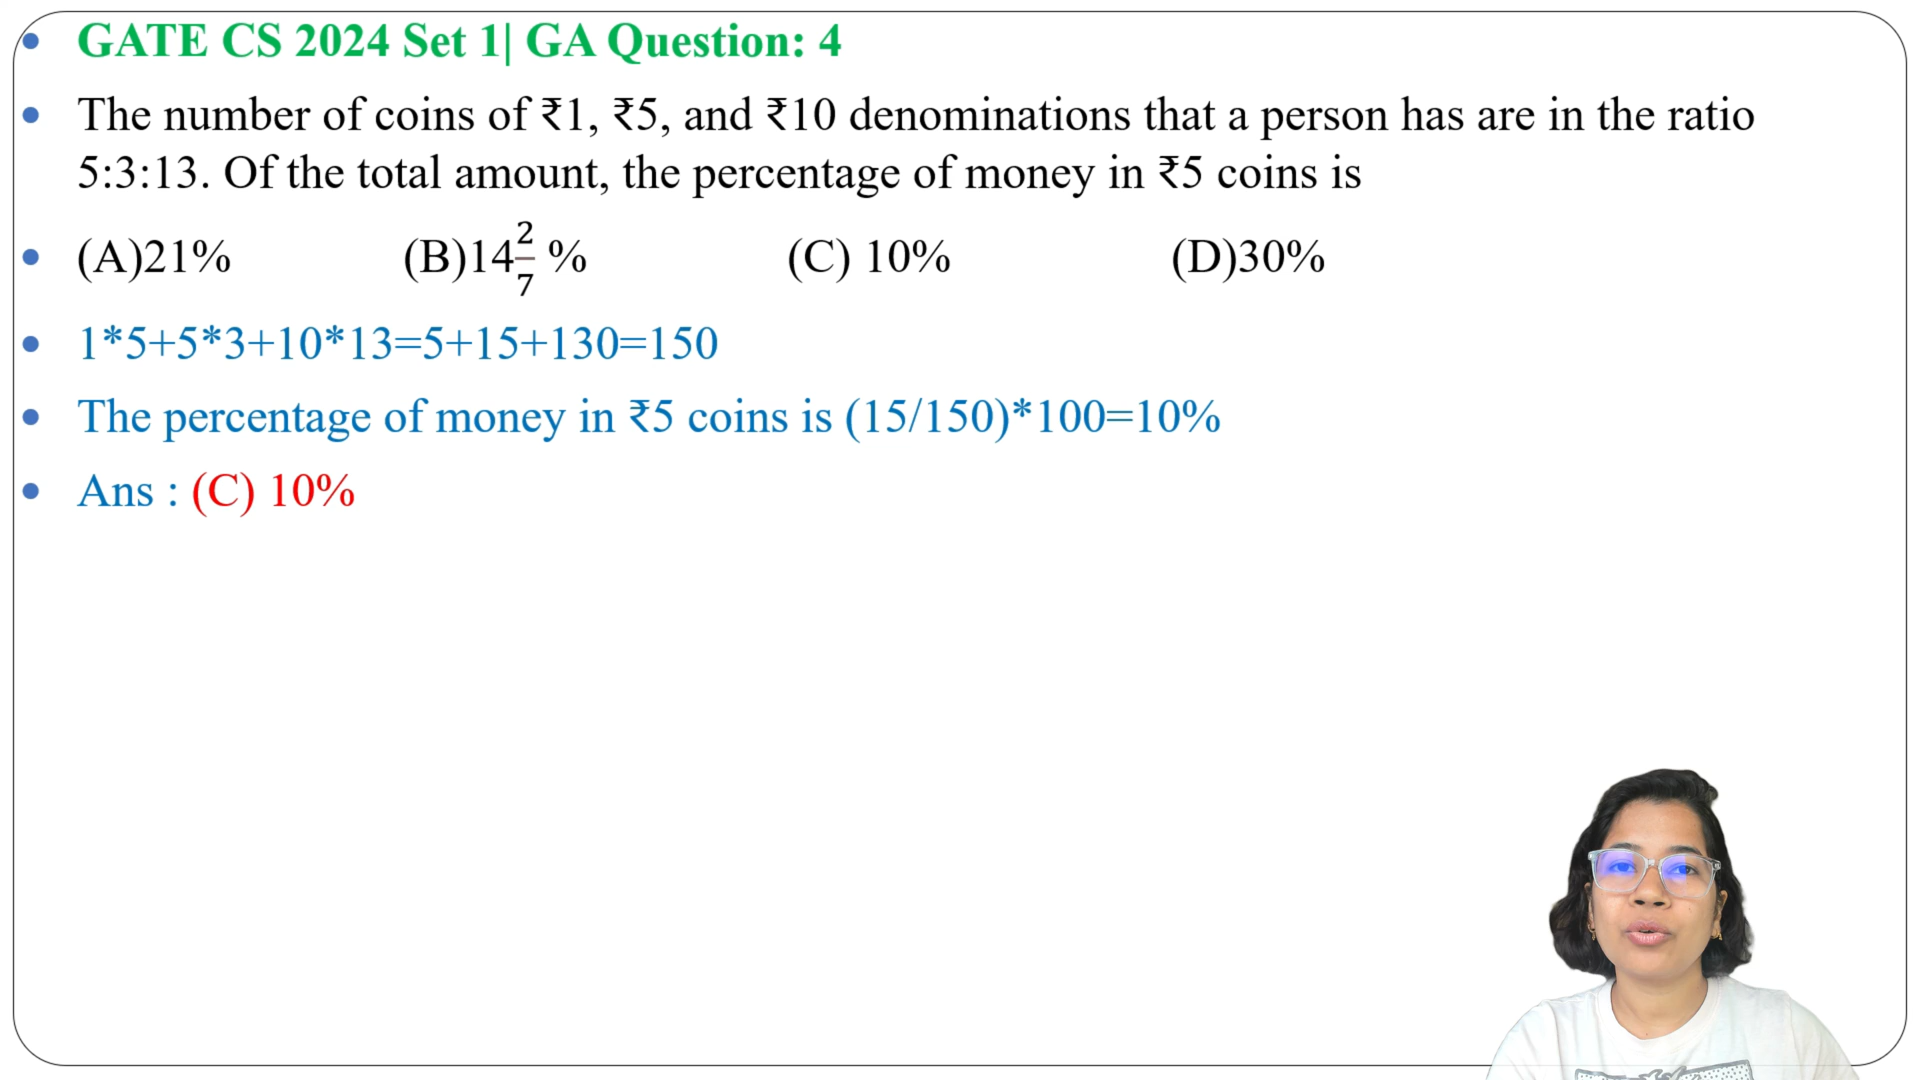 GATE CS 2024 Set 1| GA Question: 4
The number of coins of ₹1, ₹5, and ₹10 denominations that a person has are in the ratio
5:3:13. Of the total amount, the percentage of money in ₹5 coins is
(A)21% (B)14 2/7 % (C) 10% (D)30%
1*5+5*3+10*13=5+15+130=150
The percentage of money in ₹5 coins is (15/150)*100=10%
Ans : (C) 10%